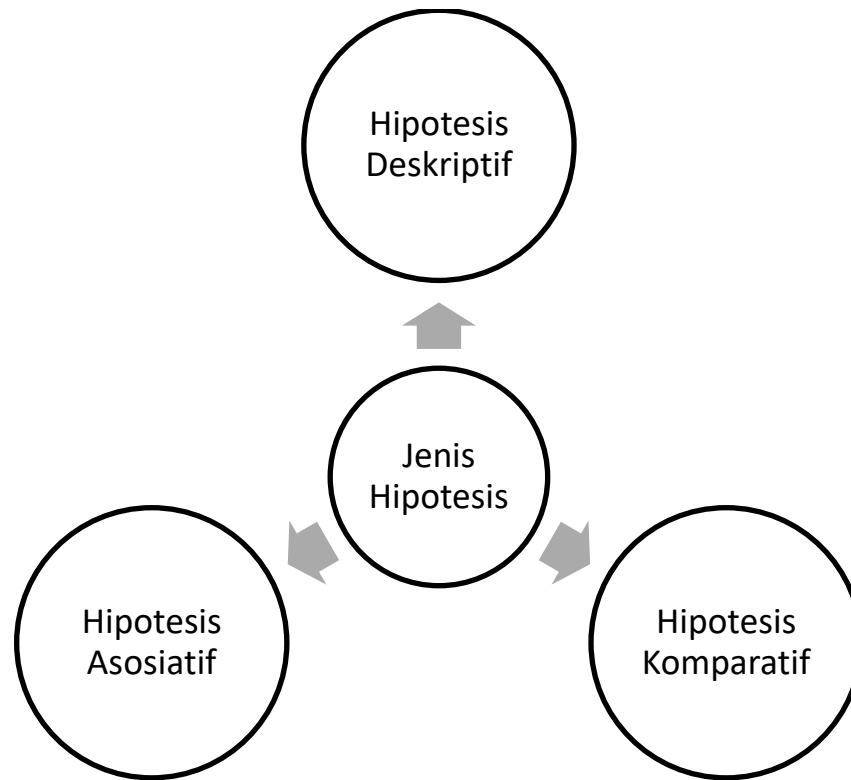 Hipotesis
Deskriptif
Jenis
Hipotesis
Hipotesis
Asosiatif
Hipotesis
Komparatif